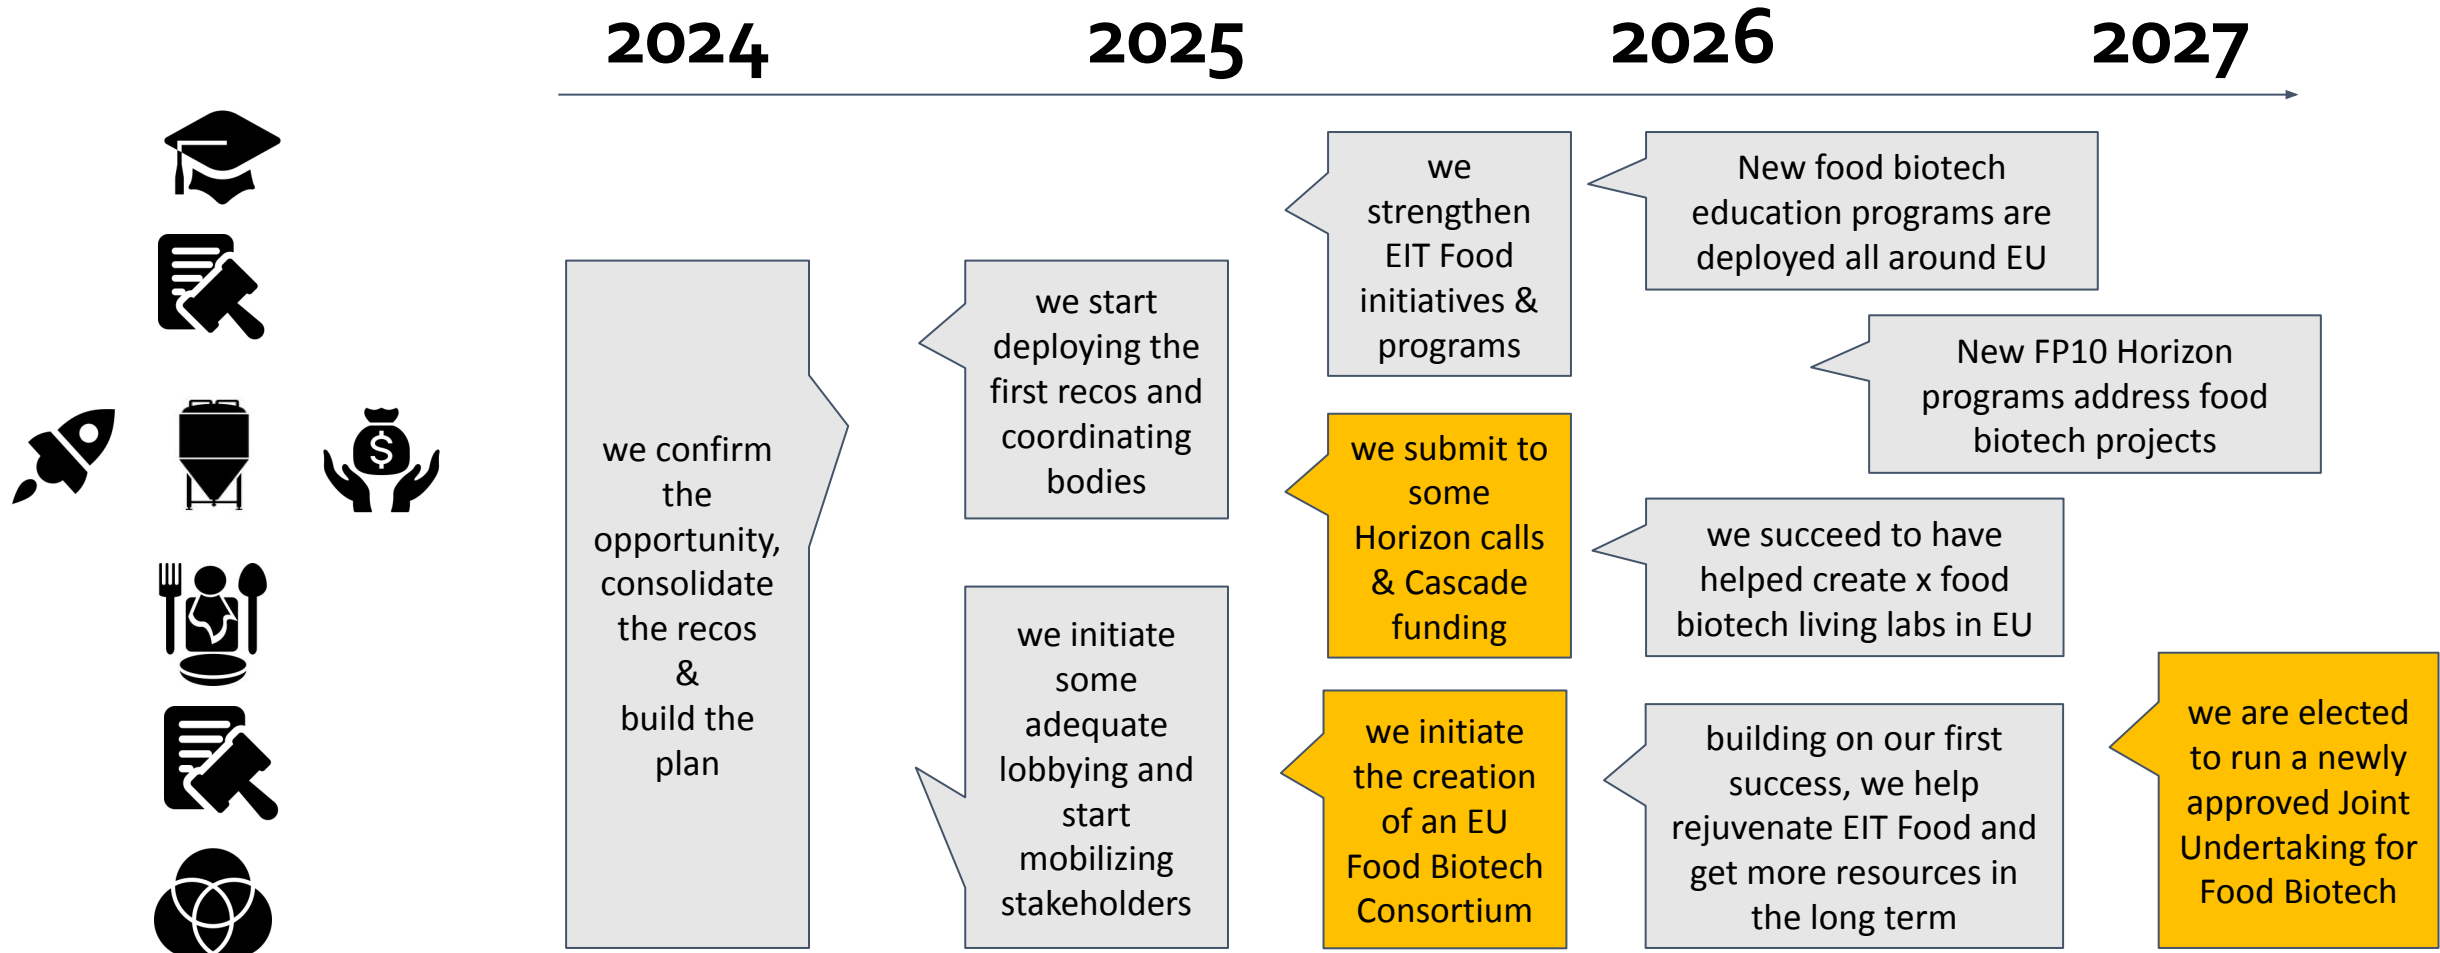 2024
2025
2026
2027
we confirm
the
opportunity,
consolidate
the recos
&
build the
plan
we start
deploying the
first recos and
coordinating
bodies
we initiate
some
adequate
lobbying and
start
mobilizing
stakeholders
we
strengthen
EIT Food
initiatives &
programs
we submit to
some
Horizon calls
& Cascade
funding
we initiate
the creation
of an EU
Food Biotech
Consortium
New food biotech
education programs are
deployed all around EU
New FP10 Horizon
programs address food
biotech projects
we succeed to have
helped create x food
biotech living labs in EU
building on our first
success, we help
rejuvenate EIT Food and
get more resources in
the long term
we are elected
to run a newly
approved Joint
Undertaking for
Food Biotech
$